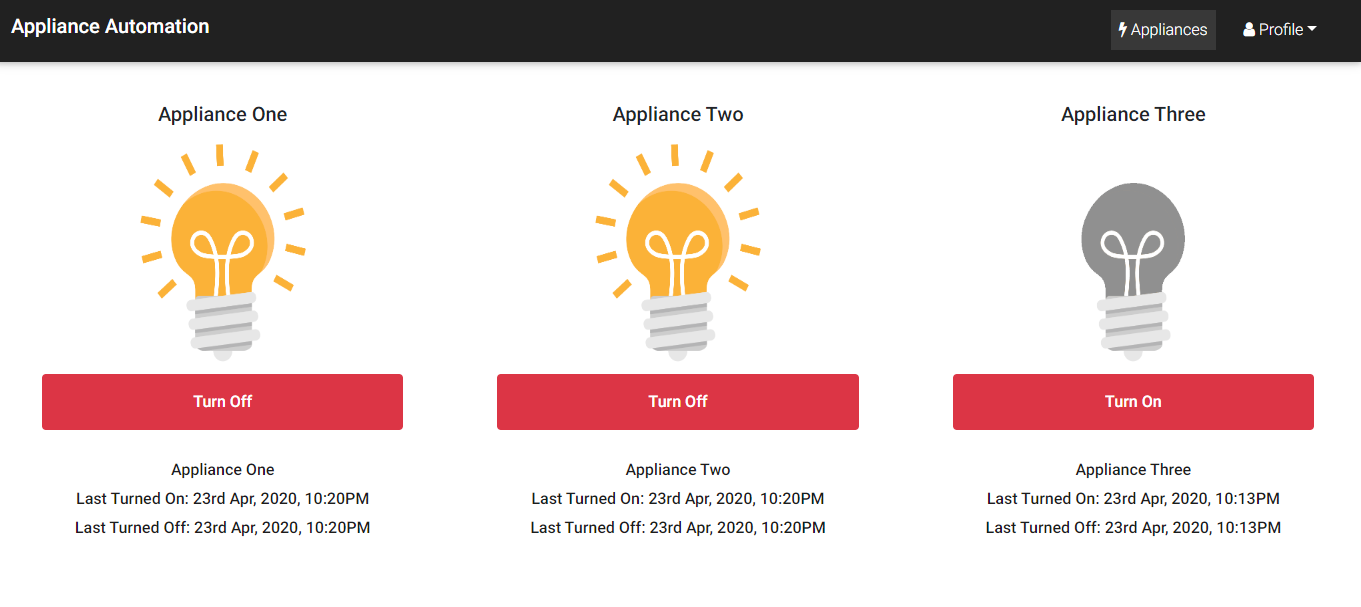 Appliance Automation
Appliances
Profile
Appliance One
Turn Off
Appliance One
Last Turned On: 23rd Apr, 2020, 10:20PM
Last Turned Off: 23rd Apr, 2020, 10:20PM
Appliance Two
Turn Off
Appliance Two
Last Turned On: 23rd Apr, 2020, 10:20PM
Last Turned Off: 23rd Apr, 2020, 10:20PM
Appliance Three
Turn On
Appliance Three
Last Turned On: 23rd Apr, 2020, 10:13PM
Last Turned Off: 23rd Apr, 2020, 10:13PM